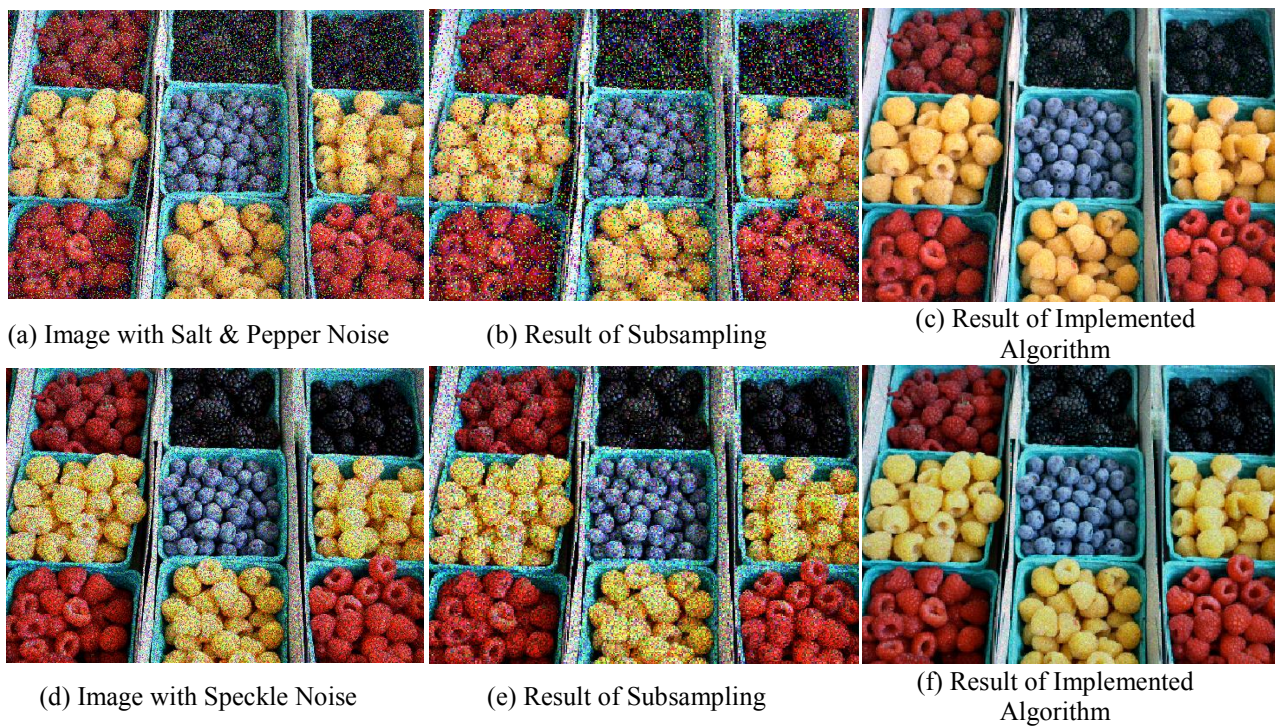 (a) Image with Salt & Pepper Noise
(b) Result of Subsampling
(c) Result of Implemented
Algorithm
(d) Image with Speckle Noise
(e) Result of Subsampling
(f) Result of Implemented
Algorithm